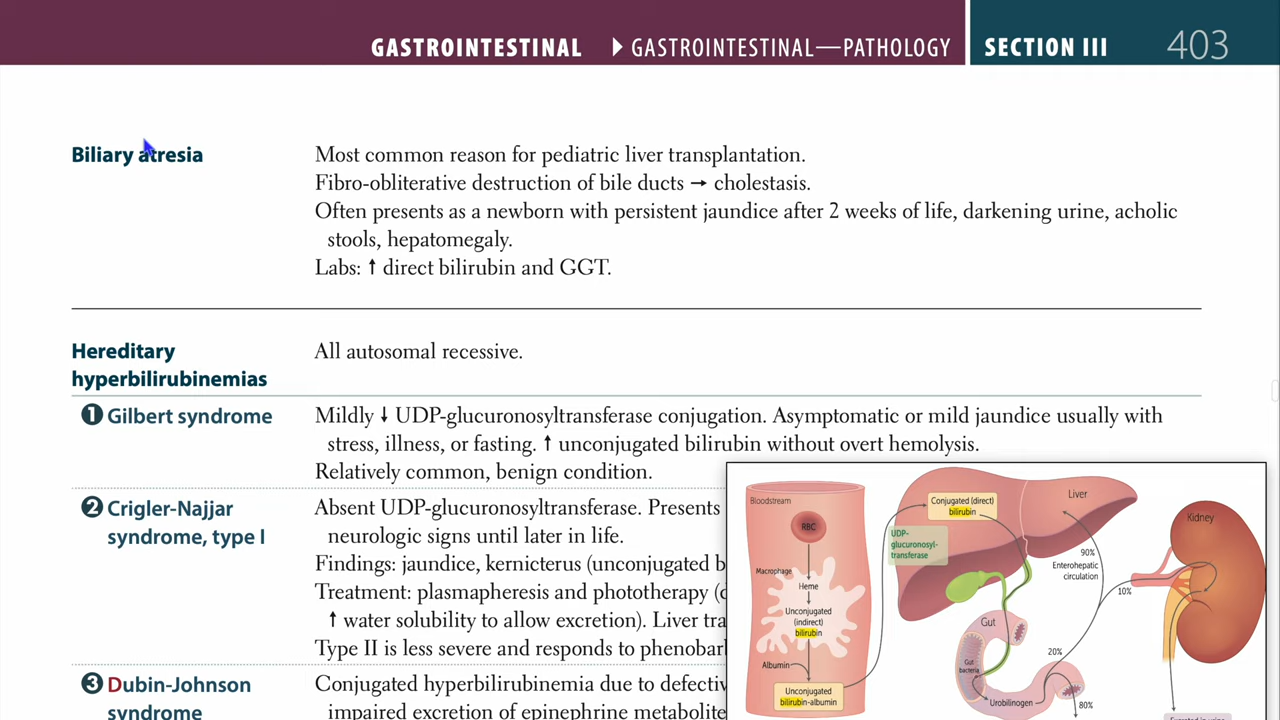 GASTROINTESTINAL ▶ GASTROINTESTINAL—PATHOLOGY SECTION III 403
Biliary atresia
Most common reason for pediatric liver transplantation.
Fibro-obliterative destruction of bile ducts → cholestasis.
Often presents as a newborn with persistent jaundice after 2 weeks of life, darkening urine, acholic
stools, hepatomegaly.
Labs: ↑ direct bilirubin and GGT.
Hereditary
hyperbilirubinemias
All autosomal recessive.
❶ Gilbert syndrome
Mildly ↓ UDP-glucuronosyltransferase conjugation. Asymptomatic or mild jaundice usually with
stress, illness, or fasting. ↑ unconjugated bilirubin without overt hemolysis.
Relatively common, benign condition.
❷ Crigler-Najjar
syndrome, type I
Absent UDP-glucuronosyltransferase. Presents
neurologic signs until later in life.
Findings: jaundice, kernicterus (unconjugated b
Treatment: plasmapheresis and phototherapy (
↑ water solubility to allow excretion). Liver tra
Type II is less severe and responds to phenobar
❸ Dubin-Johnson
syndrome
Conjugated hyperbilirubinemia due to defectiv
impaired excretion of epinephrine metabolite
Bloodstream
RBC
Macrophage
Heme
Unconjugated
(indirect)
bilirubin
Albumin
Unconjugated
bilirubin-albumin
UDP-
glucuronosyl-
transferase
Conjugated (direct)
bilirubin
Liver
Kidney
90%
Enterohepatic
circulation
10%
Gut
Gut
bacteria
20%
Urobilinogen
80%
Excreted in urine